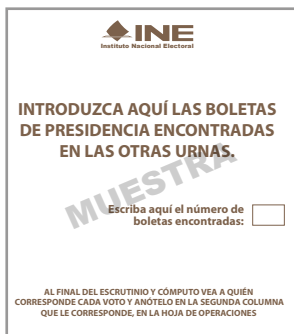 INE
Instituto Nacional Electoral
INTRODUZCA AQUÍ LAS BOLETAS
DE PRESIDENCIA ENCONTRADAS
EN LAS OTRAS URNAS.
MUESTRA
Escriba aquí el número de
boletas encontradas:
AL FINAL DEL ESCRUTINIO Y CÓMPUTO VEA A QUIÉN
CORRESPONDE CADA VOTO Y ANÓTELO EN LA SEGUNDA COLUMNA
QUE LE CORRESPONDE, EN LA HOJA DE OPERACIONES